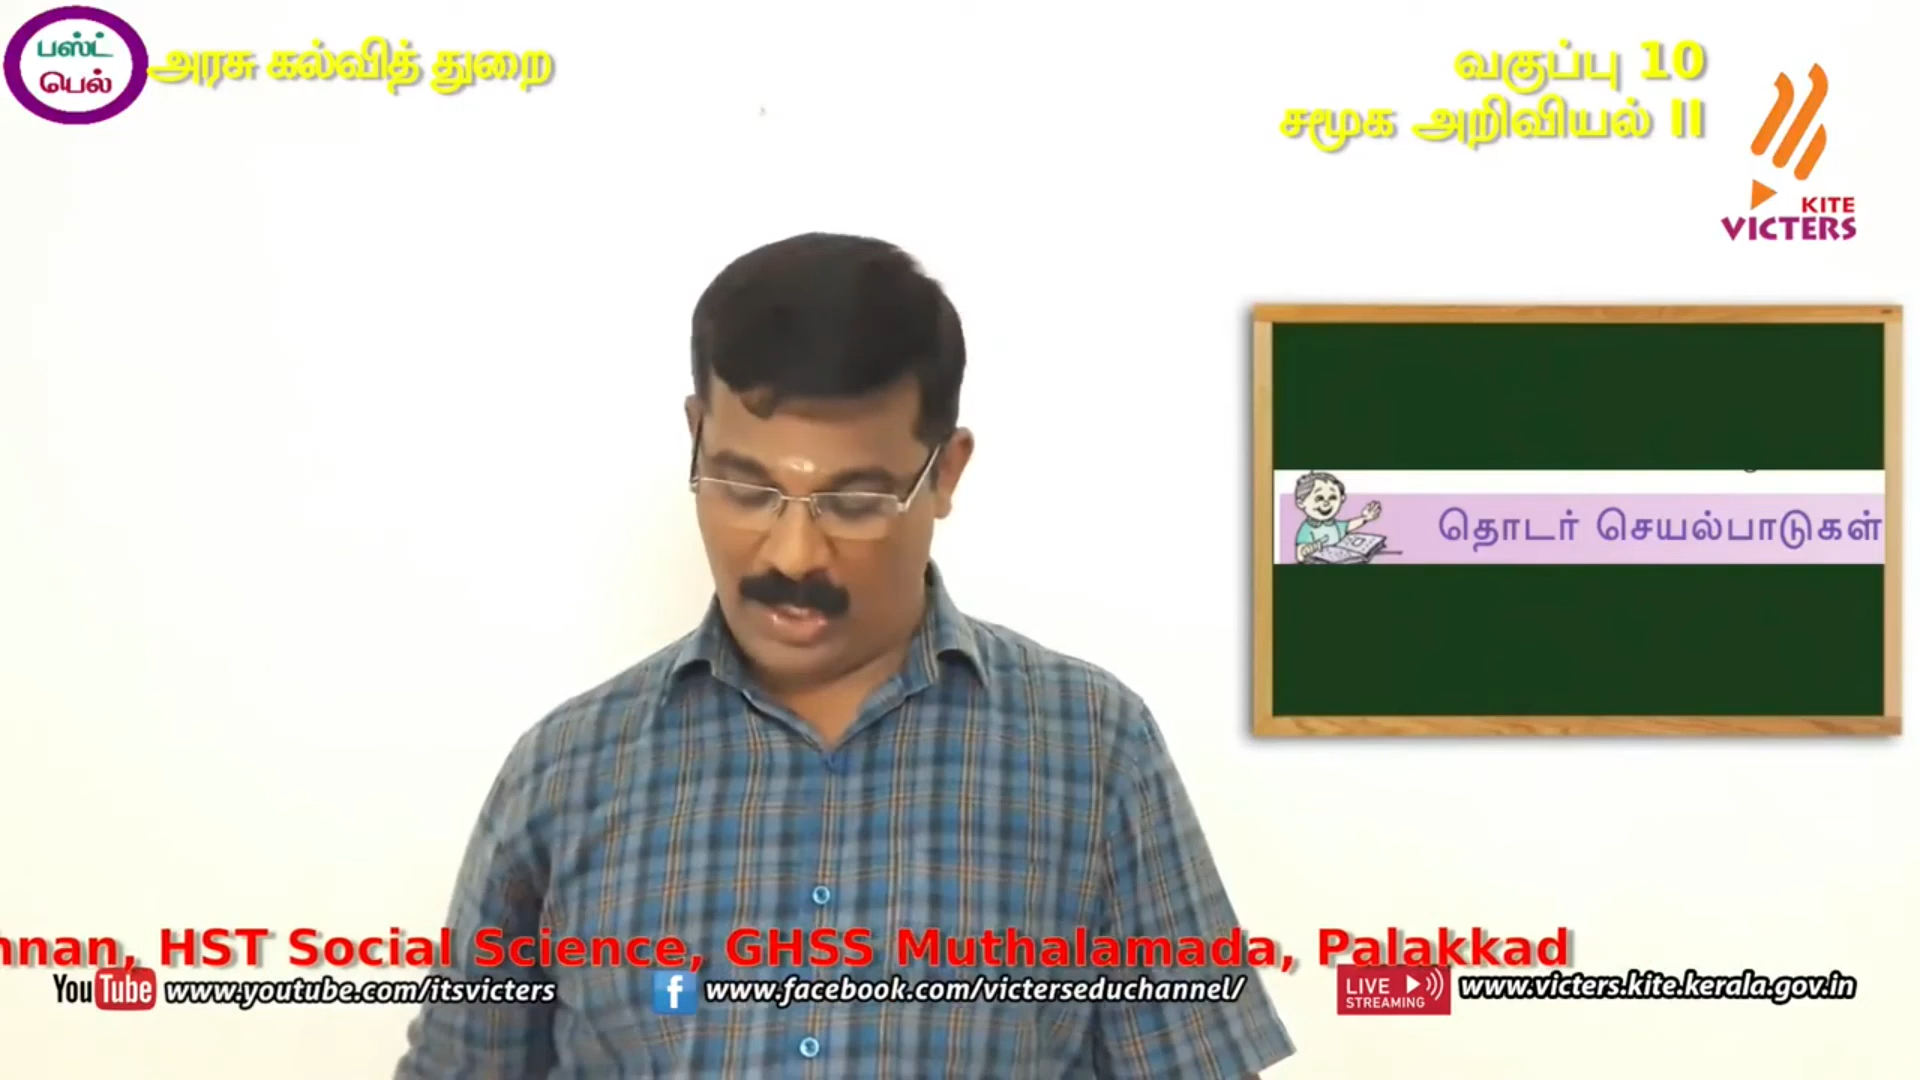 பஸ்ட்
பெல்
அரசு கல்வித் துறை
வகுப்பு 10
சமூக அறிவியல் II
KITE
VICTERS
தொடர் செயல்பாடுகள்
hnan, HST Social Science, GHSS Muthalamada, Palakkad
YouTube www.youtube.com/itsvicters
f www.facebook.com/victerseduchannel/
LIVE
STREAMING
www.victers.kite.kerala.gov.in